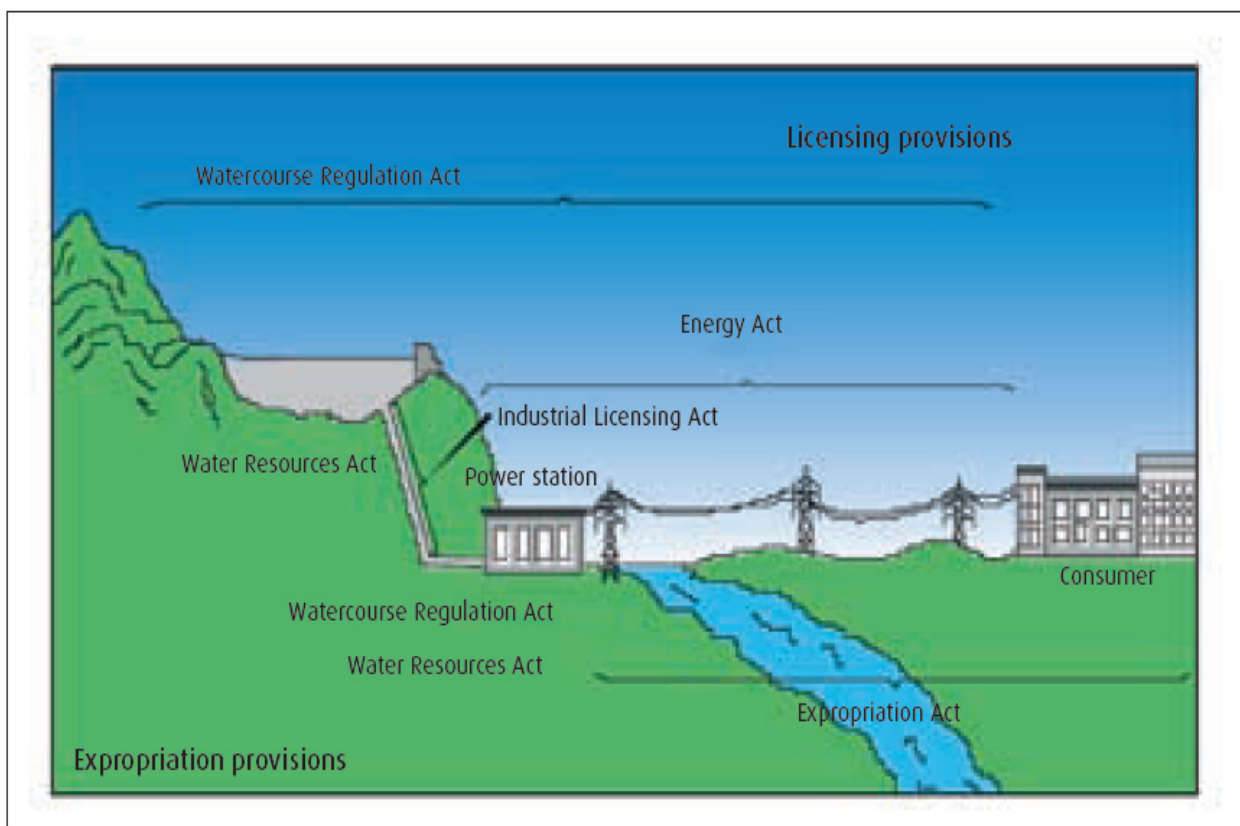 Licensing provisions
Watercourse Regulation Act
Energy Act
Industrial Licensing Act
Water Resources Act
Power station
Consumer
Watercourse Regulation Act
Water Resources Act
Expropriation Act
Expropriation provisions